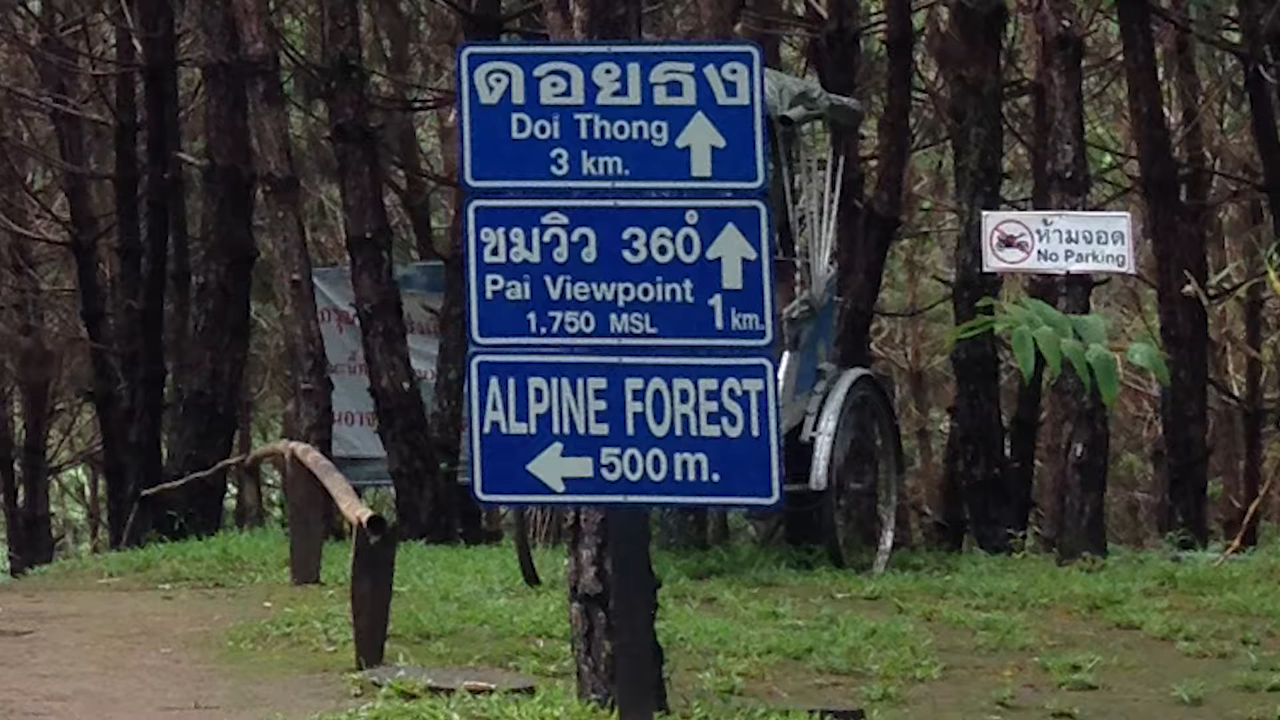 ดอยธง
Doi Thong
3 km.
ชมวิว 360°
Pai Viewpoint
1,750 MSL
1 km.
ALPINE FOREST
500 m.
ห้ามจอด
No Parking